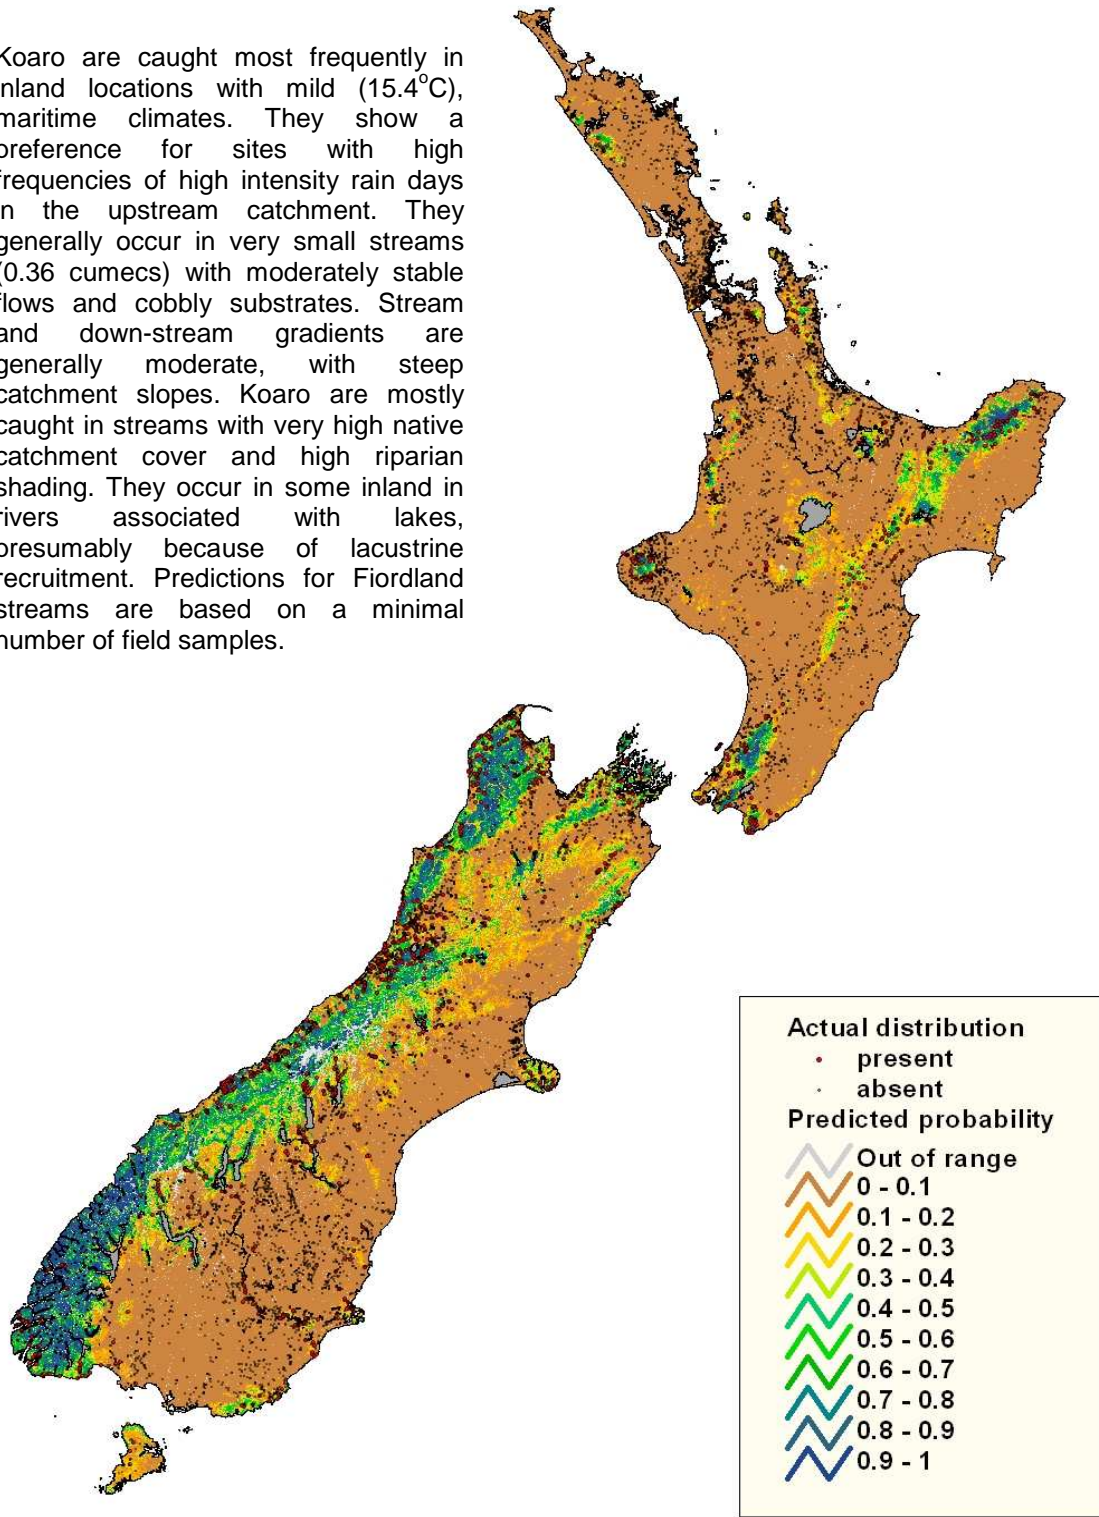 Koaro are caught most frequently in
inland locations with mild (15.4°C),
maritime climates. They show a
preference for sites with high
frequencies of high intensity rain days
in the upstream catchment. They
generally occur in very small streams
(0.36 cumecs) with moderately stable
flows and cobbly substrates. Stream
and down-stream gradients are
generally moderate, with steep
catchment slopes. Koaro are mostly
caught in streams with very high native
catchment cover and high riparian
shading. They occur in some inland in
rivers associated with lakes,
presumably because of lacustrine
recruitment. Predictions for Fiordland
streams are based on a minimal
number of field samples.
Actual distribution
present
absent
Predicted probability
Out of range
0 - 0.1
0.1 - 0.2
0.2 - 0.3
0.3 - 0.4
0.4 - 0.5
0.5 - 0.6
0.6 - 0.7
0.7 - 0.8
0.8 - 0.9
0.9 - 1